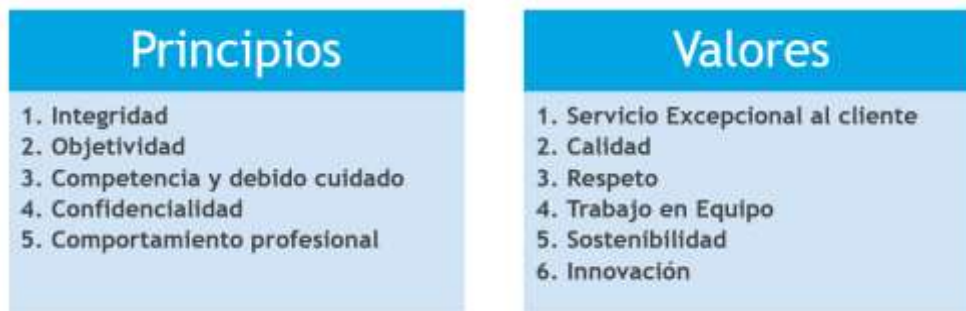 Principios
1. Integridad
2. Objetividad
3. Competencia y debido cuidado
4. Confidencialidad
5. Comportamiento profesional
Valores
1. Servicio Excepcional al cliente
2. Calidad
3. Respeto
4. Trabajo en Equipo
5. Sostenibilidad
6. Innovación